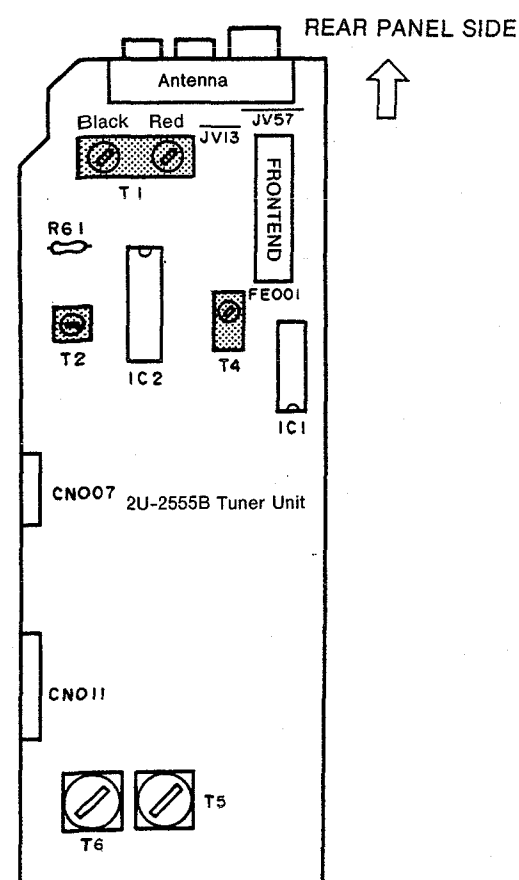 REAR PANEL SIDE
Antenna
Black Red
JV57
JV13
T1
FRONTEND
R61
FE001
T2
IC2
T4
IC1
CN007
2U-2555B Tuner Unit
CN011
T5
T6